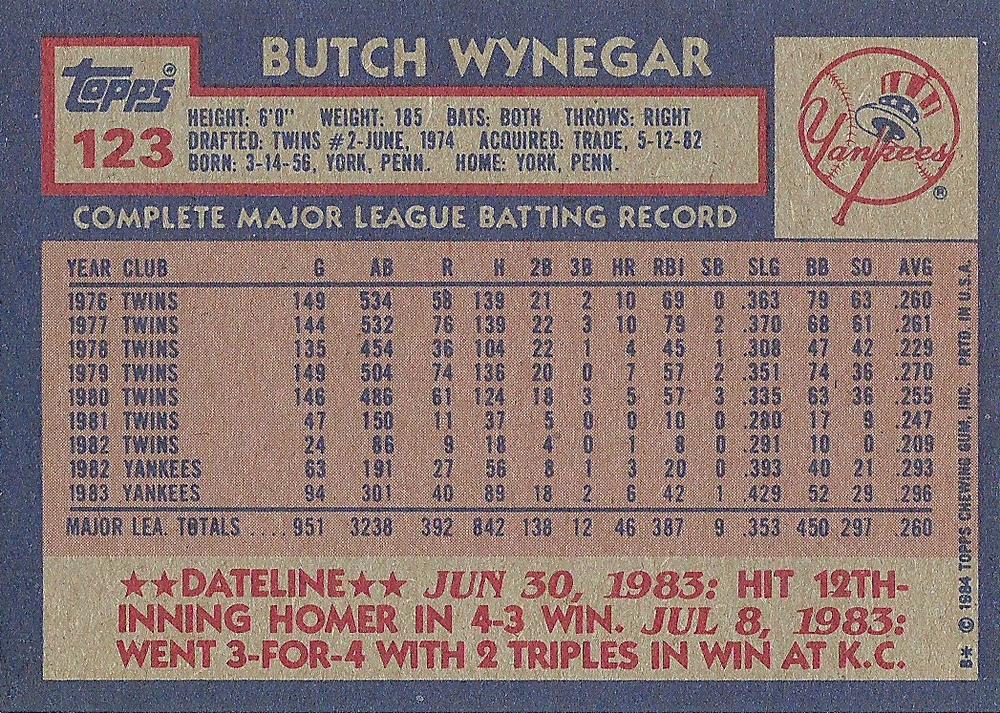 BUTCH WYNEGAR
Topps®
123
HEIGHT: 6'0" WEIGHT: 185 BATS: BOTH THROWS: RIGHT
DRAFTED: TWINS #2-JUNE, 1974 ACQUIRED: TRADE, 5-12-82
BORN: 3-14-56, YORK, PENN. HOME: YORK, PENN.
Yankees
®
COMPLETE MAJOR LEAGUE BATTING RECORD
YEAR CLUB G AB R H 2B 3B HR RBI SB SLG BB SO AVG
1976 TWINS 149 534 58 139 21 2 10 69 0 .363 79 63 .260
1977 TWINS 144 532 76 139 22 3 10 79 2 .370 68 61 .261
1978 TWINS 135 454 36 104 22 1 4 45 1 .308 47 42 .229
1979 TWINS 149 504 74 136 20 0 7 57 2 .351 74 36 .270
1980 TWINS 146 486 61 124 18 3 5 57 3 .335 63 36 .255
1981 TWINS 47 150 11 37 5 0 0 10 0 .280 17 9 .247
1982 TWINS 24 86 9 18 4 0 1 8 0 .291 10 0 .209
1982 YANKEES 63 191 27 56 8 1 3 20 0 .393 40 21 .293
1983 YANKEES 94 301 40 89 18 2 6 42 1 .429 52 29 .296
MAJOR LEA. TOTALS ....951 3238 392 842 138 12 46 387 9 .353 450 297 .260
★★DATELINE★★ JUN 30, 1983: HIT 12TH-
INNING HOMER IN 4-3 WIN. JUL 8, 1983:
WENT 3-FOR-4 WITH 2 TRIPLES IN WIN AT K.C.
B* © 1984 TOPPS CHEWING GUM, INC. PRTD. IN U.S.A.